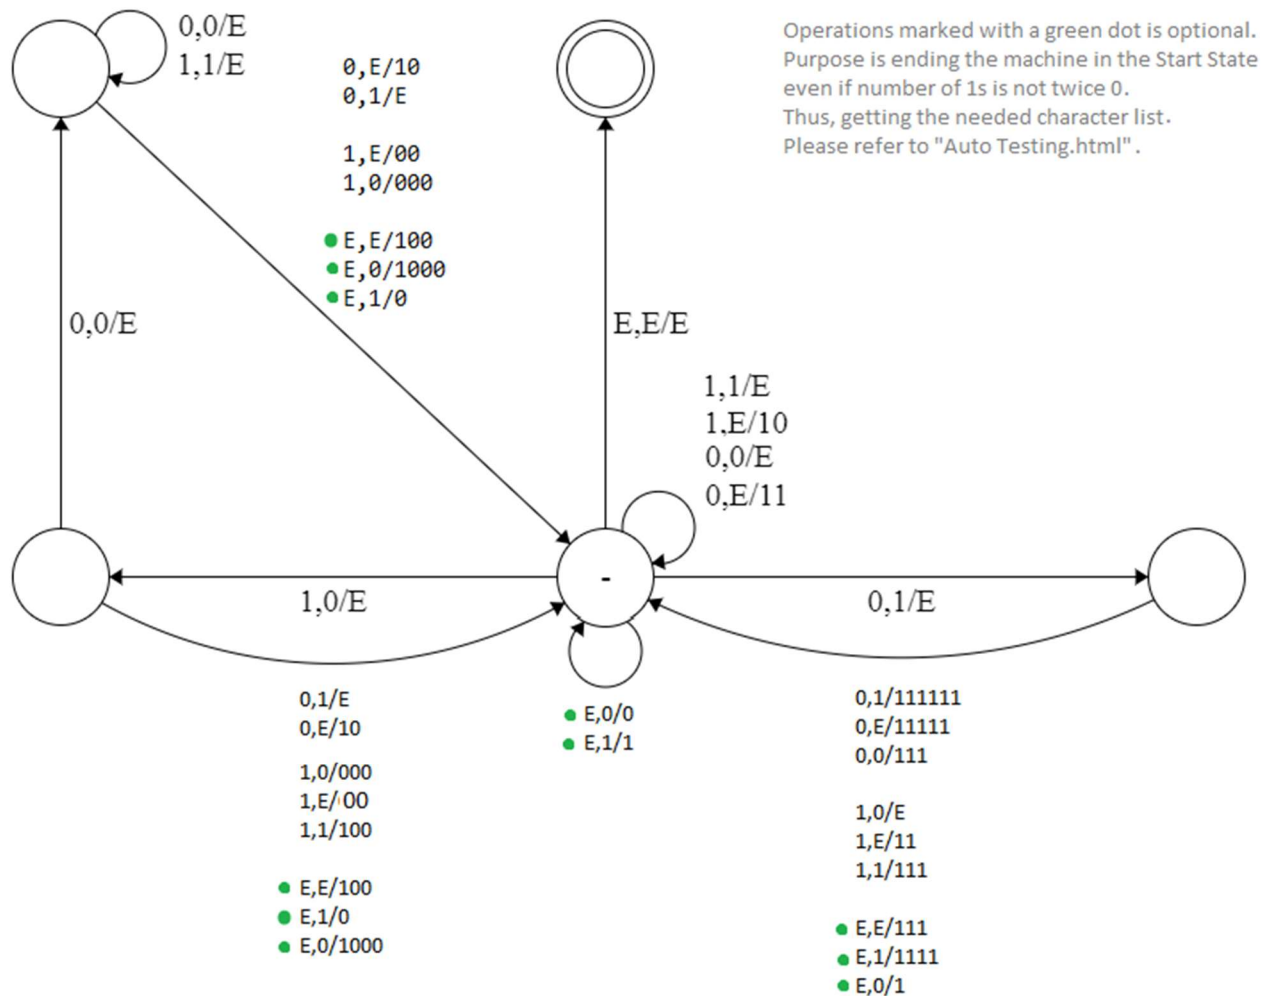 0,0/E
1,1/E
0,E/10
0,1/E
1,E/00
1,0/000
E,E/100
E,0/1000
E,1/0
Operations marked with a green dot is optional.
Purpose is ending the machine in the Start State
even if number of 1s is not twice 0.
Thus, getting the needed character list.
Please refer to "Auto Testing.html".
0,0/E
E,E/E
1,1/E
1,E/10
0,0/E
0,E/11
-
1,0/E
0,1/E
0,1/E
0,E/10
1,0/000
1,E/00
1,1/100
E,E/100
E,1/0
E,0/1000
E,0/0
E,1/1
0,1/111111
0,E/11111
0,0/111
1,0/E
1,E/11
1,1/111
E,E/111
E,1/1111
E,0/1